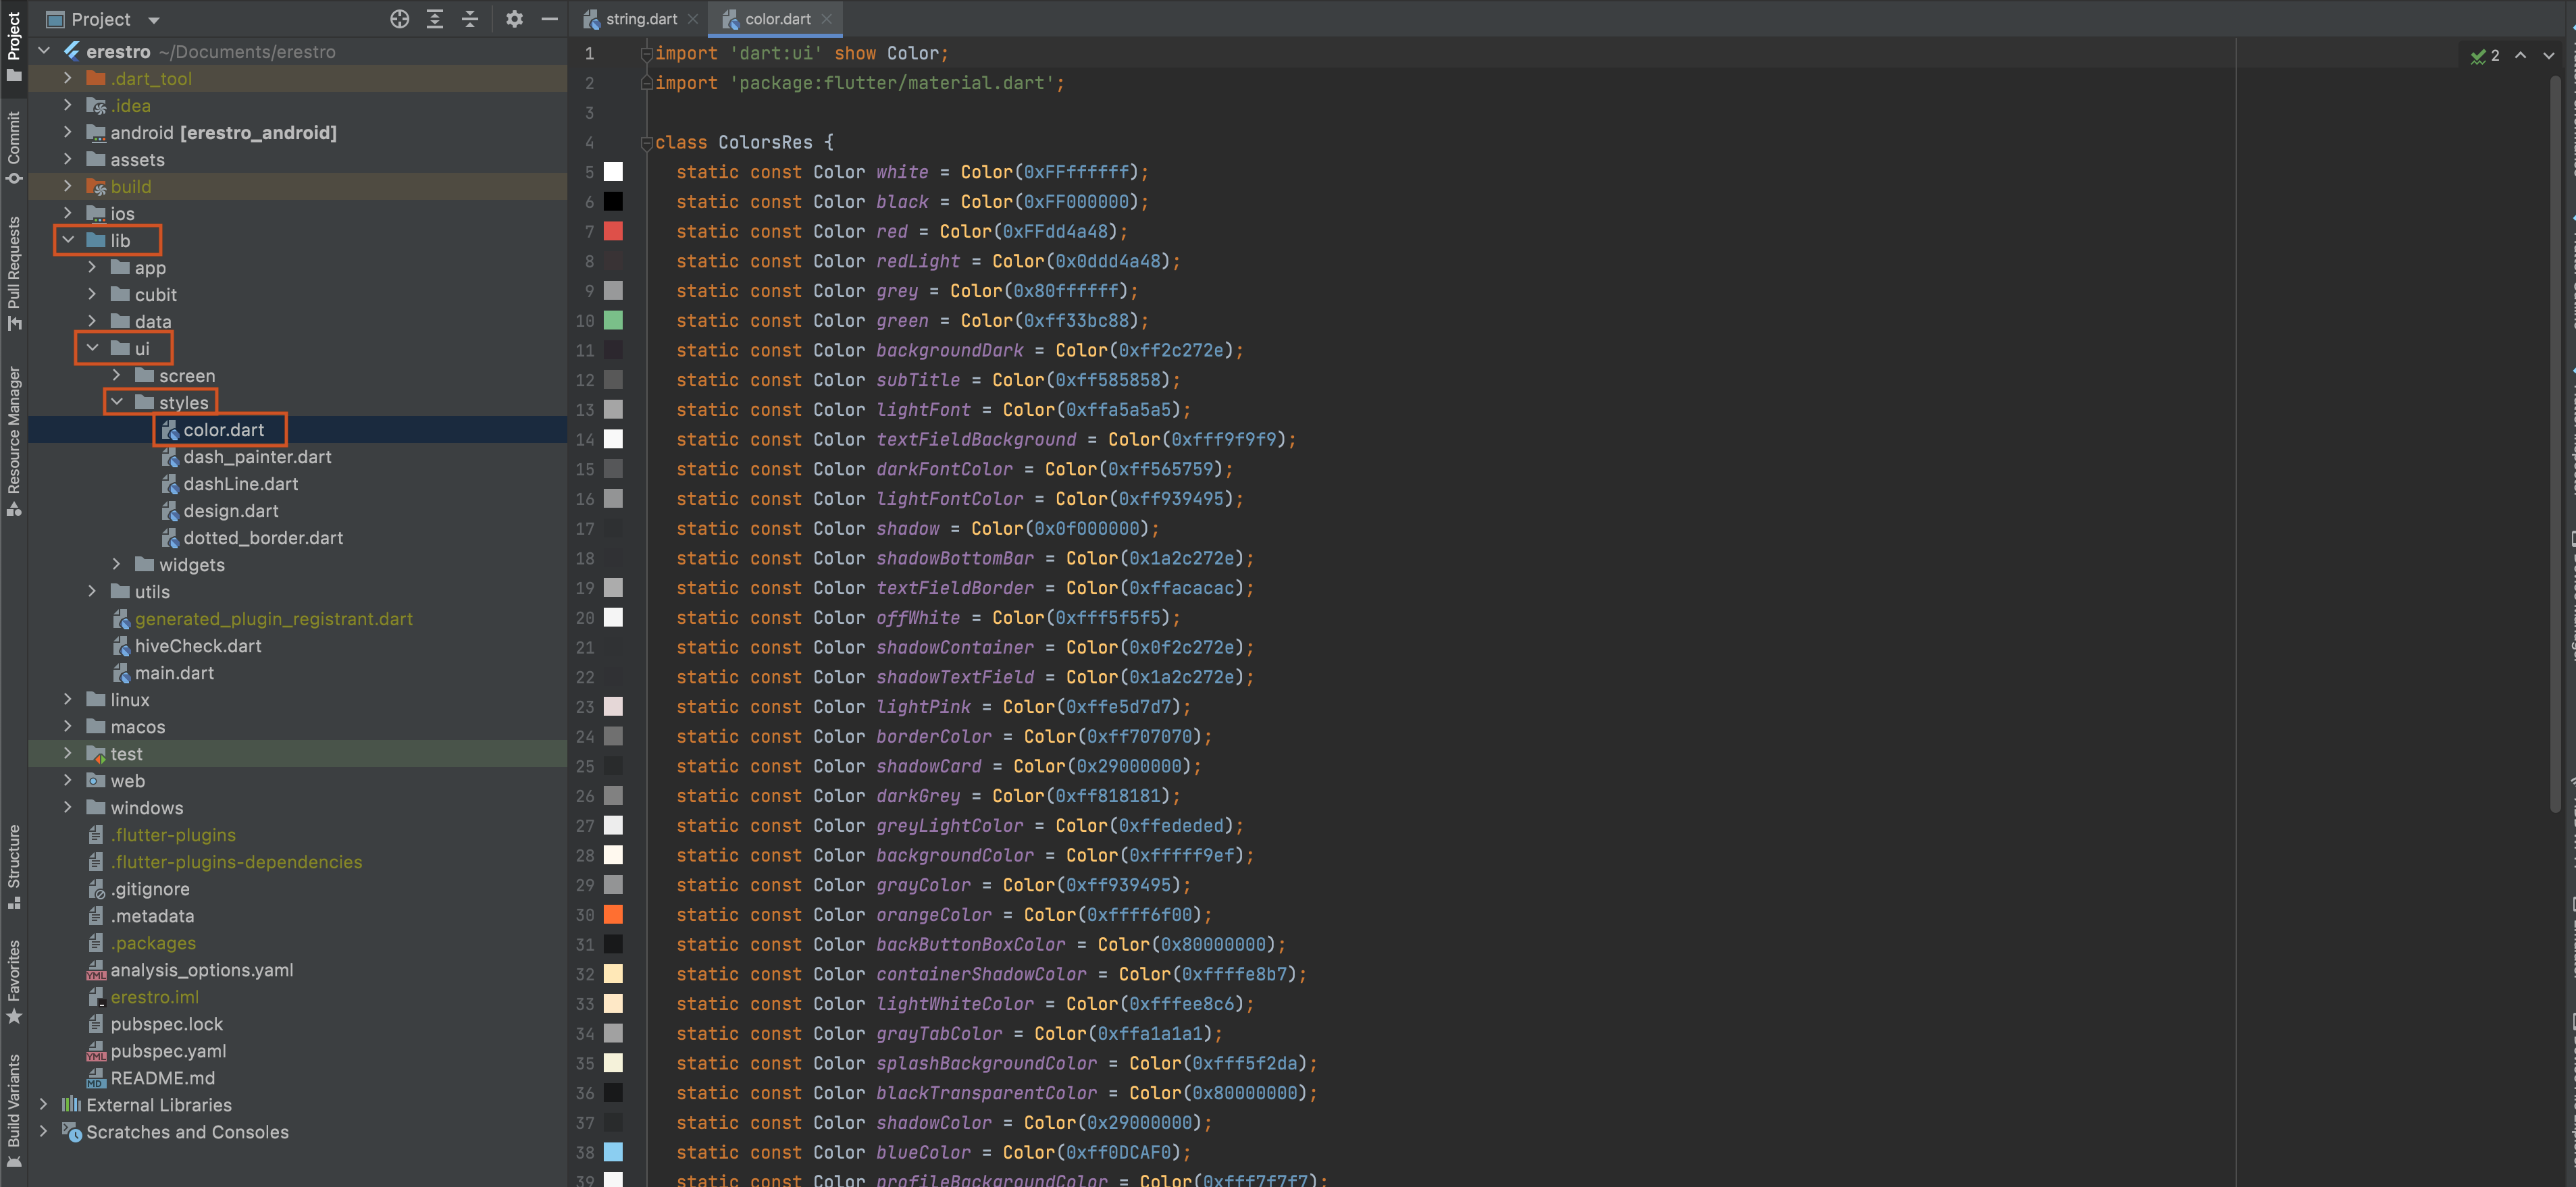 Project
string.dart
color.dart
Project
Commit
Pull Requests
Resource Manager
Structure
Favorites
Build Variants
erestro ~/Documents/erestro
.dart_tool
.idea
android [erestro_android]
assets
build
ios
lib
app
cubit
data
ui
screen
styles
color.dart
dash_painter.dart
dashLine.dart
design.dart
dotted_border.dart
widgets
utils
generated_plugin_registrant.dart
hiveCheck.dart
main.dart
linux
macos
test
web
windows
.flutter-plugins
.flutter-plugins-dependencies
.gitignore
.metadata
.packages
analysis_options.yaml
erestro.iml
pubspec.lock
pubspec.yaml
README.md
External Libraries
Scratches and Consoles
2
1 import 'dart:ui' show Color;
2 import 'package:flutter/material.dart';
3
4 class ColorsRes {
5 static const Color white = Color(0xFFffffff);
6 static const Color black = Color(0xFF000000);
7 static const Color red = Color(0xFFdd4a48);
8 static const Color redLight = Color(0x0ddd4a48);
9 static const Color grey = Color(0x80ffffff);
10 static const Color green = Color(0xff33bc88);
11 static const Color backgroundDark = Color(0xff2c272e);
12 static const Color subTitle = Color(0xff585858);
13 static const Color lightFont = Color(0xffa5a5a5);
14 static const Color textFieldBackground = Color(0xfff9f9f9);
15 static const Color darkFontColor = Color(0xff565759);
16 static const Color lightFontColor = Color(0xff939495);
17 static const Color shadow = Color(0x0f000000);
18 static const Color shadowBottomBar = Color(0x1a2c272e);
19 static const Color textFieldBorder = Color(0xffacacac);
20 static const Color offWhite = Color(0xfff5f5f5);
21 static const Color shadowContainer = Color(0x0f2c272e);
22 static const Color shadowTextField = Color(0x1a2c272e);
23 static const Color lightPink = Color(0xffe5d7d7);
24 static const Color borderColor = Color(0xff707070);
25 static const Color shadowCard = Color(0x29000000);
26 static const Color darkGrey = Color(0xff818181);
27 static const Color greyLightColor = Color(0xffededed);
28 static const Color backgroundColor = Color(0xfffff9ef);
29 static const Color grayColor = Color(0xff939495);
30 static const Color orangeColor = Color(0xffff6f00);
31 static const Color backButtonBoxColor = Color(0x80000000);
32 static const Color containerShadowColor = Color(0xffffe8b7);
33 static const Color lightWhiteColor = Color(0xfffee8c6);
34 static const Color grayTabColor = Color(0xffa1a1a1);
35 static const Color splashBackgroundColor = Color(0xfff5f2da);
36 static const Color blackTransparentColor = Color(0x80000000);
37 static const Color shadowColor = Color(0x29000000);
38 static const Color blueColor = Color(0xff0DCAF0);
39 static const Color profileBackgroundColor = Color(0xfff7f7f7);